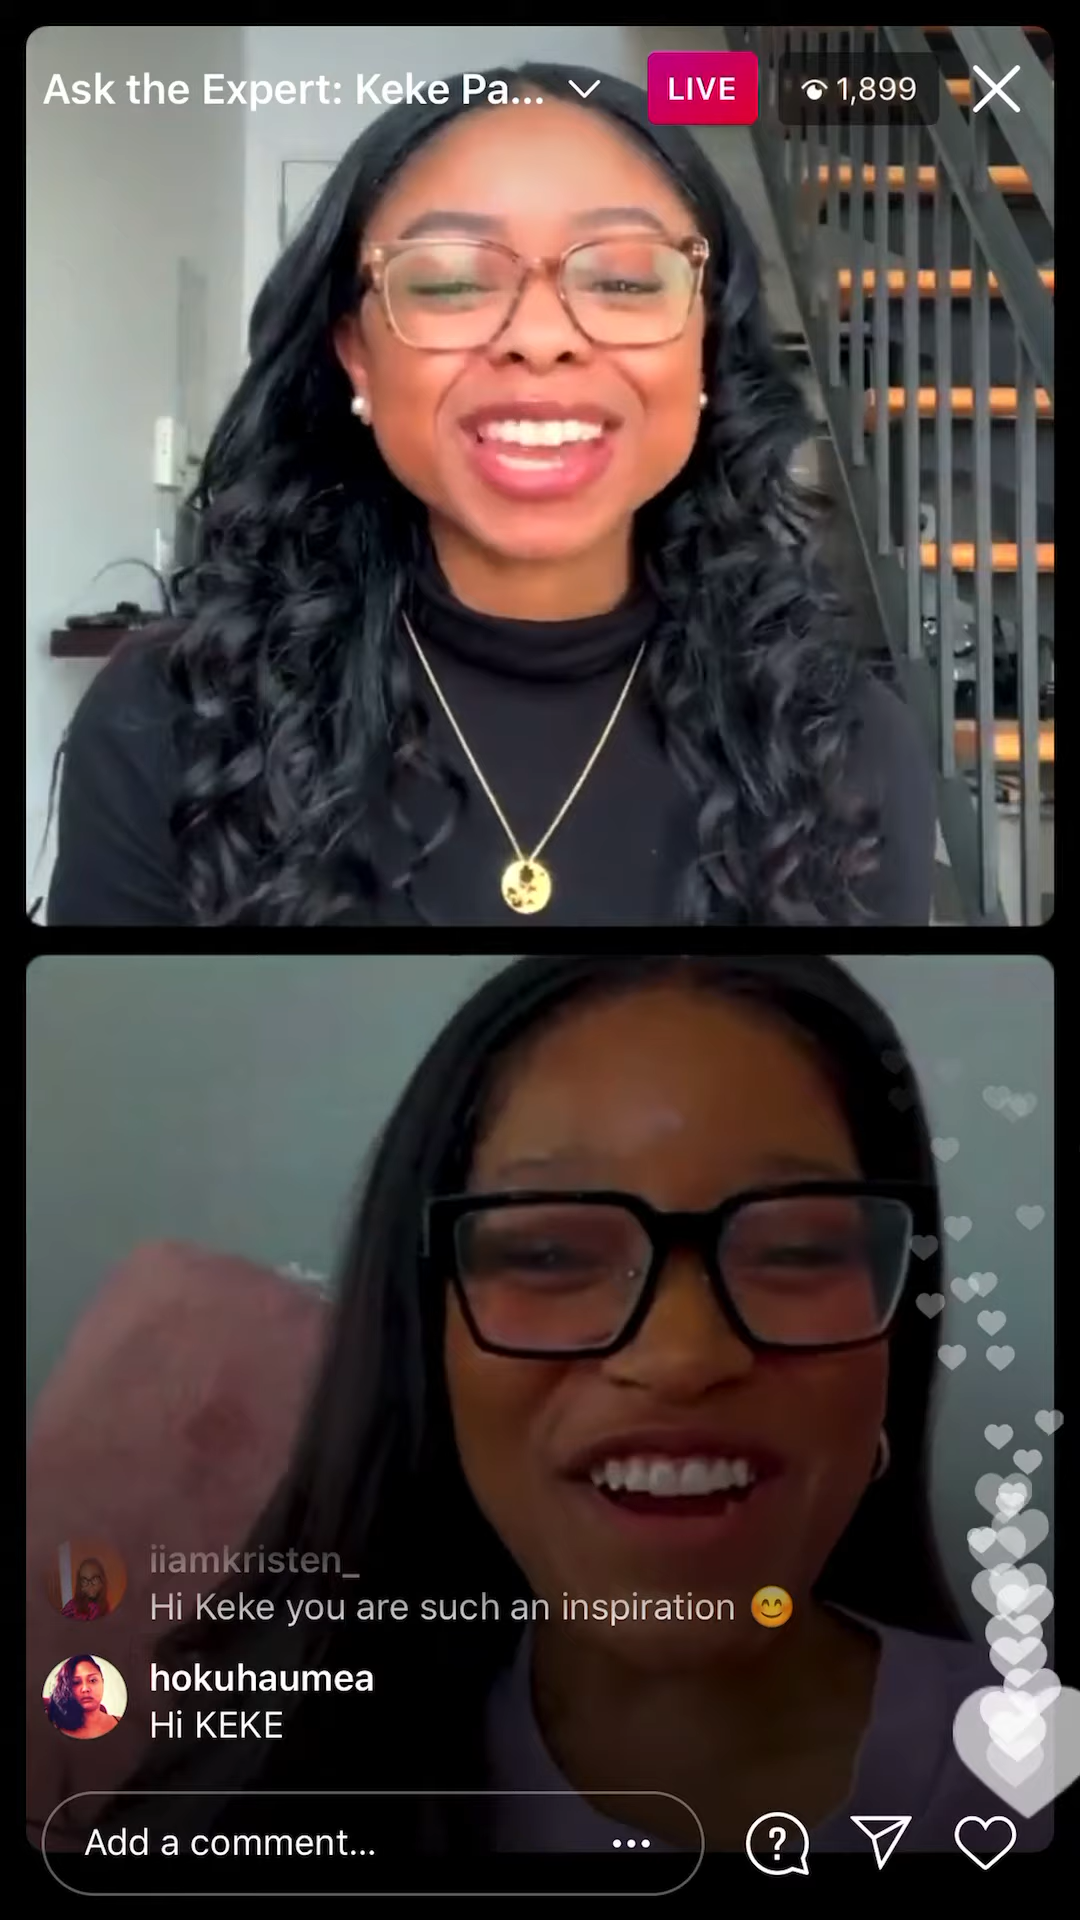 Ask the Expert: Keke Pa...
LIVE
1,899
iiamkristen_
Hi Keke you are such an inspiration 😊
hokuhaumea
Hi KEKE
Add a comment...